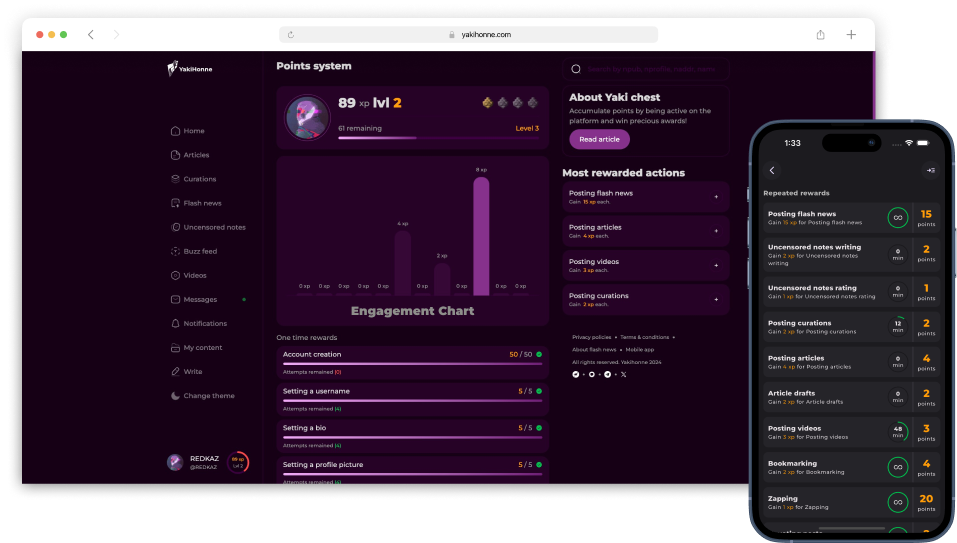 yakihonne.com
YakiHonne
Home
Articles
Curations
Flash news
Uncensored notes
Buzz feed
Videos
Messages
Notifications
My content
Write
Change theme
REDKAZ
@REDKAZ
89 xp
Lvl 2
Points system
89 xp lvl 2
61 remaining
Level 3
8 xp
4 xp
2 xp
0 xp 0 xp 0 xp 0 xp 0 xp 0 xp 0 xp 0 xp 0 xp
Engagement Chart
One time rewards
Account creation
50 / 50
Attempts remained (0)
Setting a username
5 / 5
Attempts remained (4)
Setting a bio
5 / 5
Attempts remained (4)
Setting a profile picture
5 / 5
Attempts remained (4)
About Yaki chest
Accumulate points by being active on the
platform and win precious awards!
Read article
Most rewarded actions
Posting flash news
Gain 15 xp each.
+
Posting articles
Gain 4 xp each.
+
Posting videos
Gain 3 xp each.
+
Posting curations
Gain 2 xp each.
+
Privacy policies • Terms & conditions •
About flash news • Mobile app
All rights reserved. Yakihonne 2024
1:33
Repeated rewards
Posting flash news
Gain 15 xp for Posting flash news
∞
15
points
Uncensored notes writing
Gain 2 xp for Uncensored notes
writing
0
min
2
points
Uncensored notes rating
Gain 1 xp for Uncensored notes rating
0
min
1
points
Posting curations
Gain 2 xp for Posting curations
12
min
2
points
Posting articles
Gain 4 xp for Posting articles
0
min
4
points
Article drafts
Gain 2 xp for Article drafts
0
min
2
points
Posting videos
Gain 3 xp for Posting videos
48
min
3
points
Bookmarking
Gain 2 xp for Bookmarking
∞
4
points
Zapping
Gain 1 xp for Zapping
∞
20
points